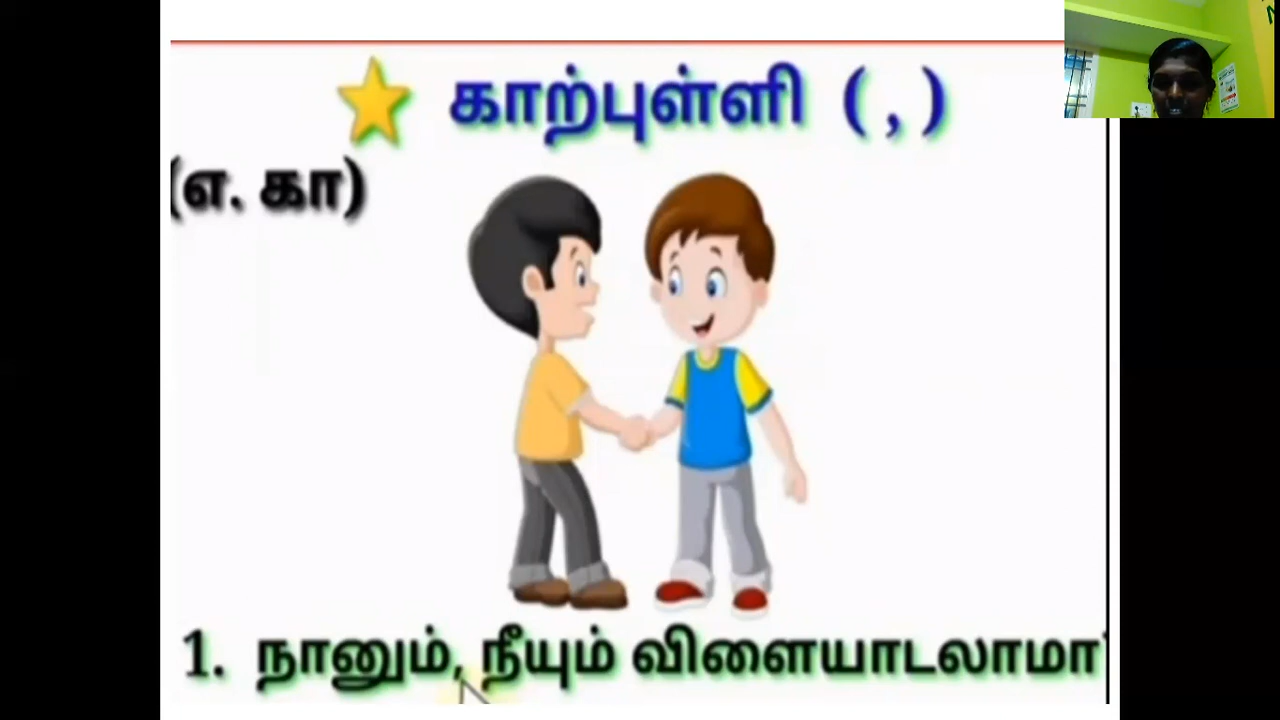 காற்புள்ளி ( , )
(எ. கா)
1. நானும், நீயும் விளையாடலாமா